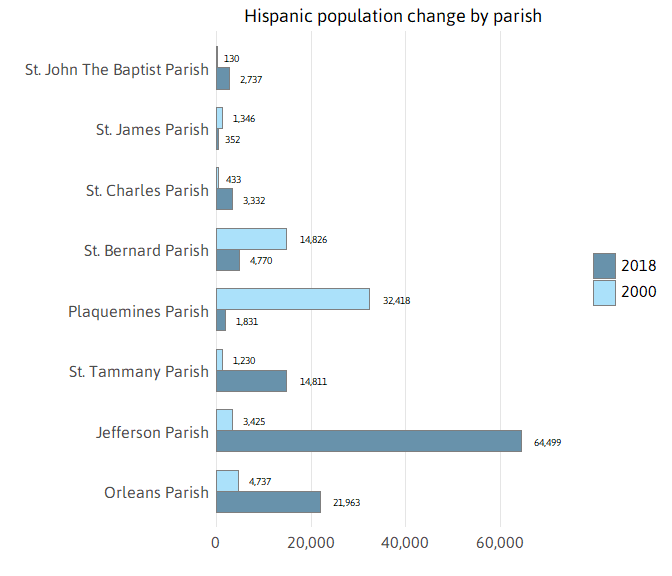 Hispanic population change by parish
St. John The Baptist Parish
130
2,737
St. James Parish
1,346
352
St. Charles Parish
433
3,332
St. Bernard Parish
14,826
4,770
Plaquemines Parish
32,418
1,831
St. Tammany Parish
1,230
14,811
Jefferson Parish
3,425
64,499
Orleans Parish
4,737
21,963
2018
2000
0 20,000 40,000 60,000